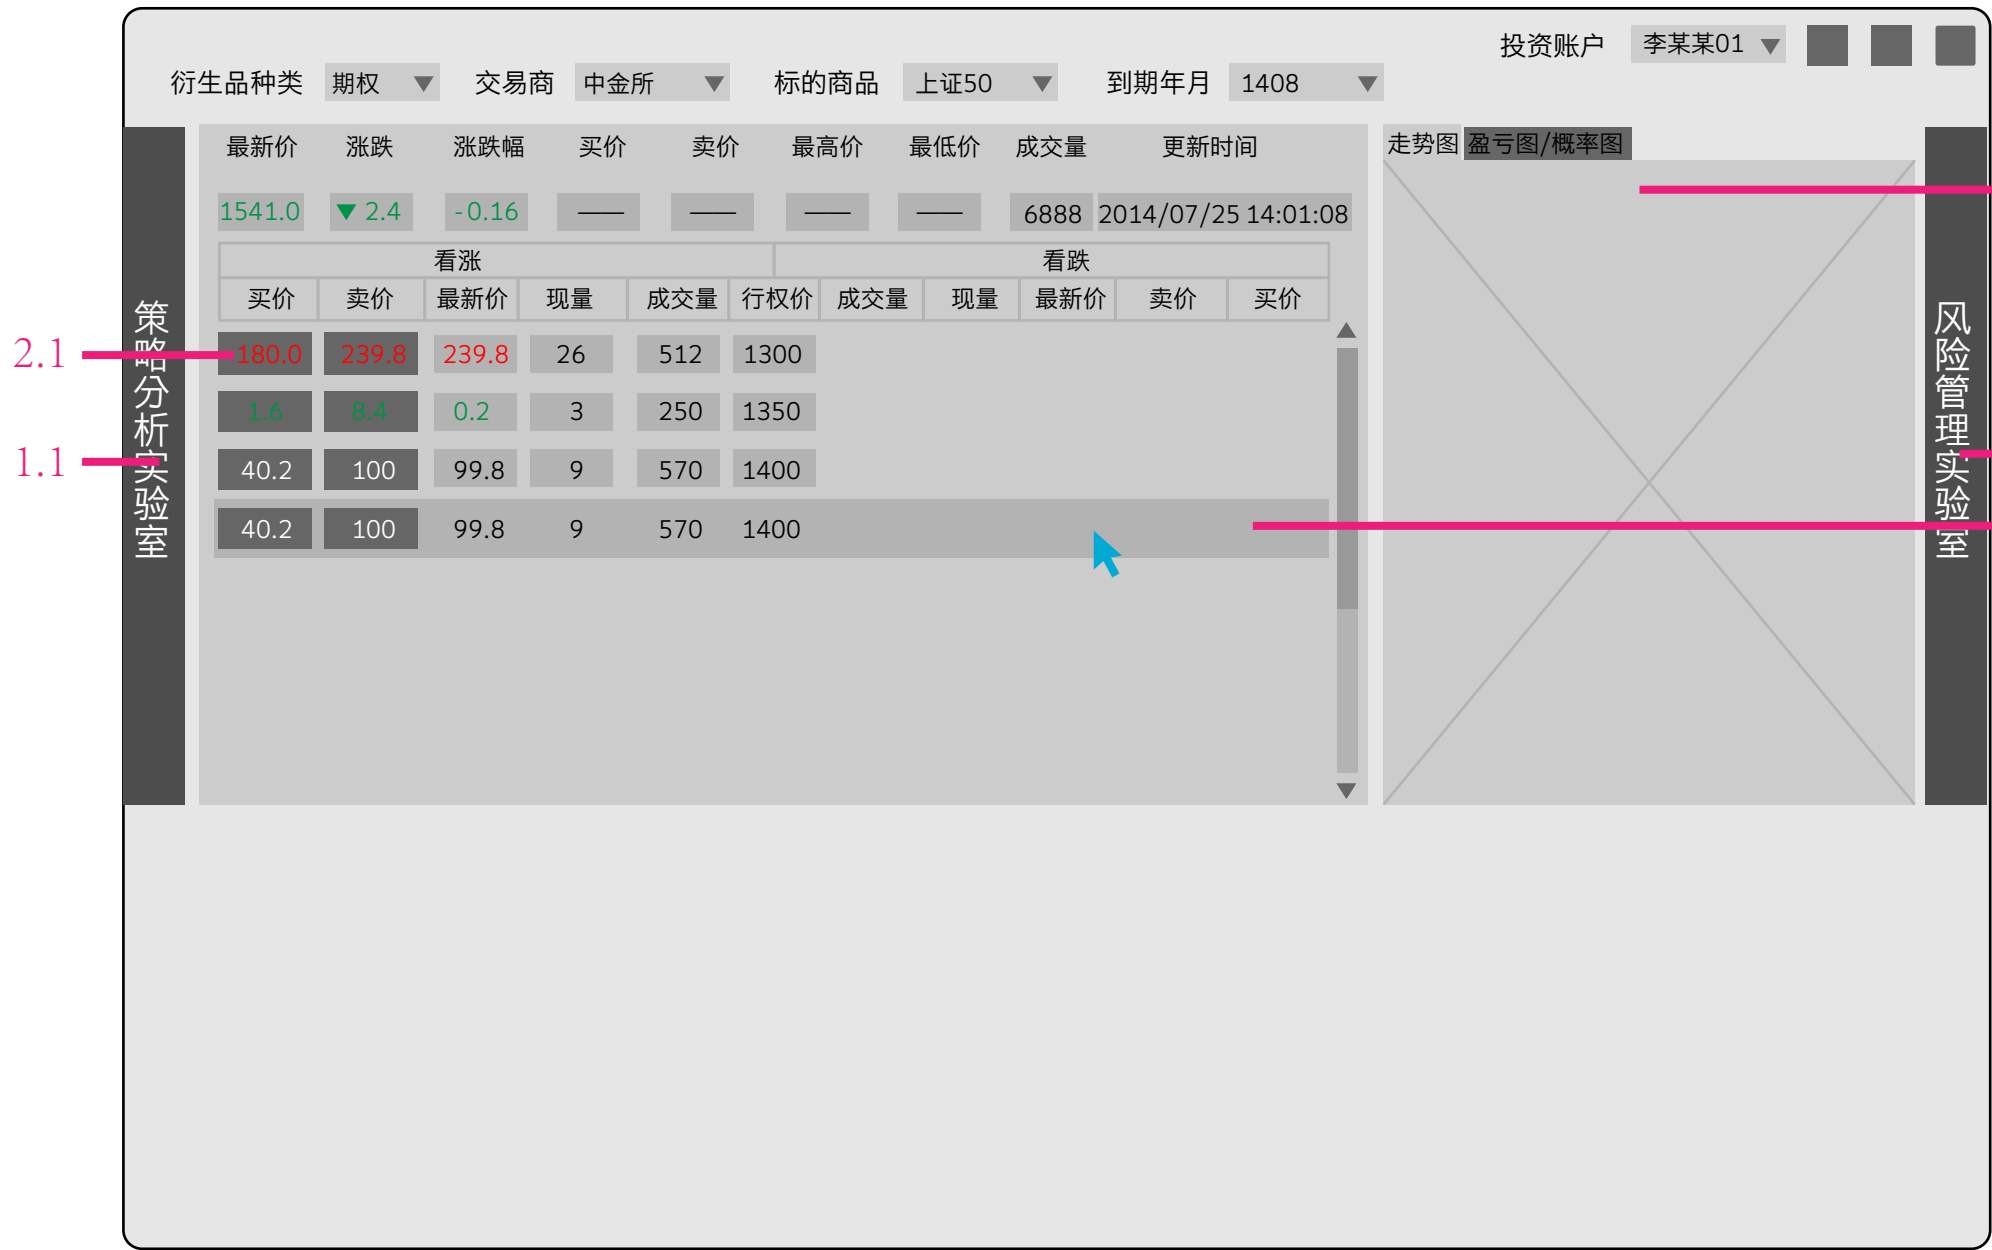 投资账户 李某某01
衍生品种类 期权 交易商 中金所 标的商品 上证50 到期年月 1408
最新价 涨跌 涨跌幅 买价 卖价 最高价 最低价 成交量 更新时间
1541.0 ▼ 2.4 -0.16 —— —— —— —— 6888 2014/07/25 14:01:08
看涨 看跌
买价 卖价 最新价 现量 成交量 行权价 成交量 现量 最新价 卖价 买价
180.0 239.8 239.8 26 512 1300
1.6 8.4 0.2 3 250 1350
40.2 100 99.8 9 570 1400
40.2 100 99.8 9 570 1400
走势图 盈亏图/概率图
策略分析实验室
风险管理实验室
2.1
1.1